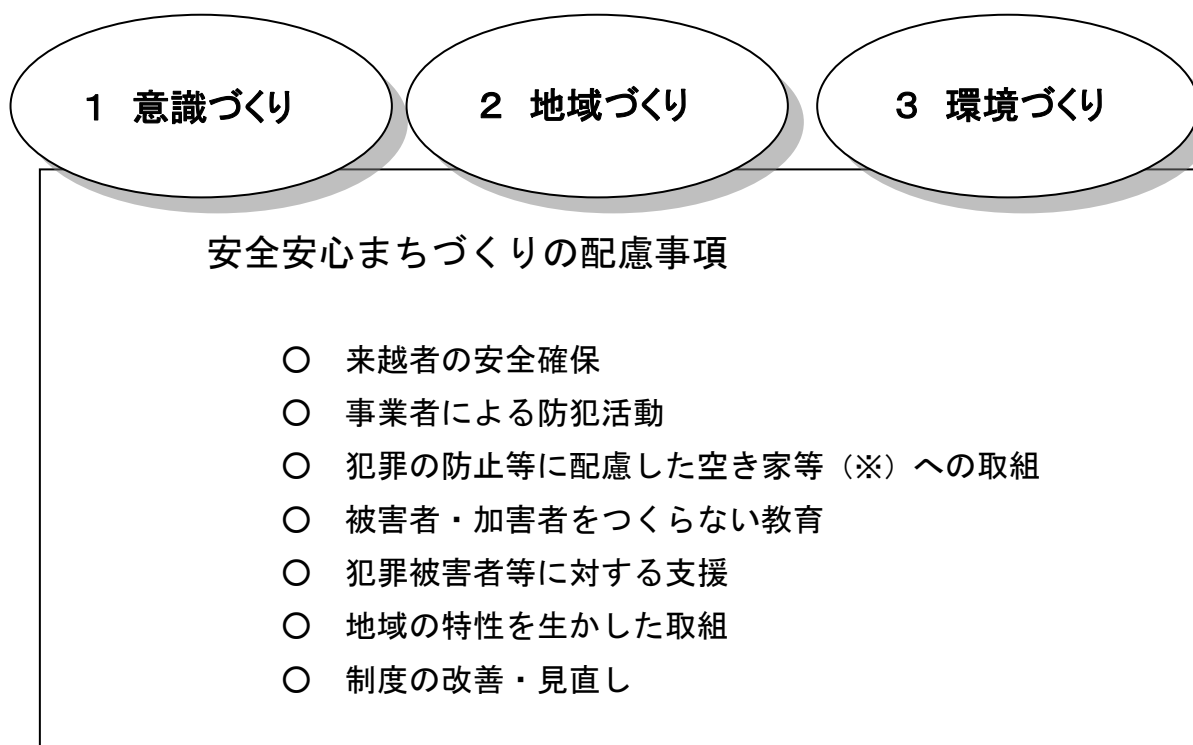 1 意識づくり
2 地域づくり
3 環境づくり
安全安心まちづくりの配慮事項
○ 来越者の安全確保
○ 事業者による防犯活動
○ 犯罪の防止等に配慮した空き家等（※）への取組
○ 被害者・加害者をつくらない教育
○ 犯罪被害者等に対する支援
○ 地域の特性を生かした取組
○ 制度の改善・見直し